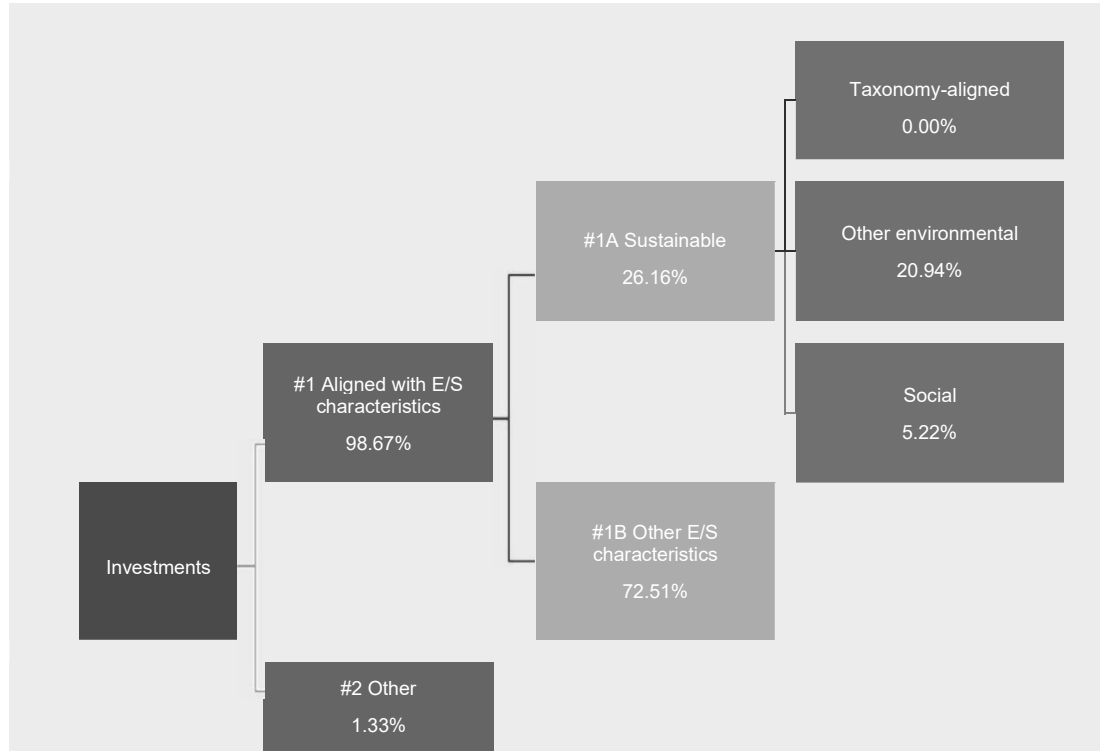 Taxonomy-aligned
0.00%
#1A Sustainable
26.16%
Other environmental
20.94%
#1 Aligned with E/S
characteristics
98.67%
Social
5.22%
Investments
#1B Other E/S
characteristics
72.51%
#2 Other
1.33%